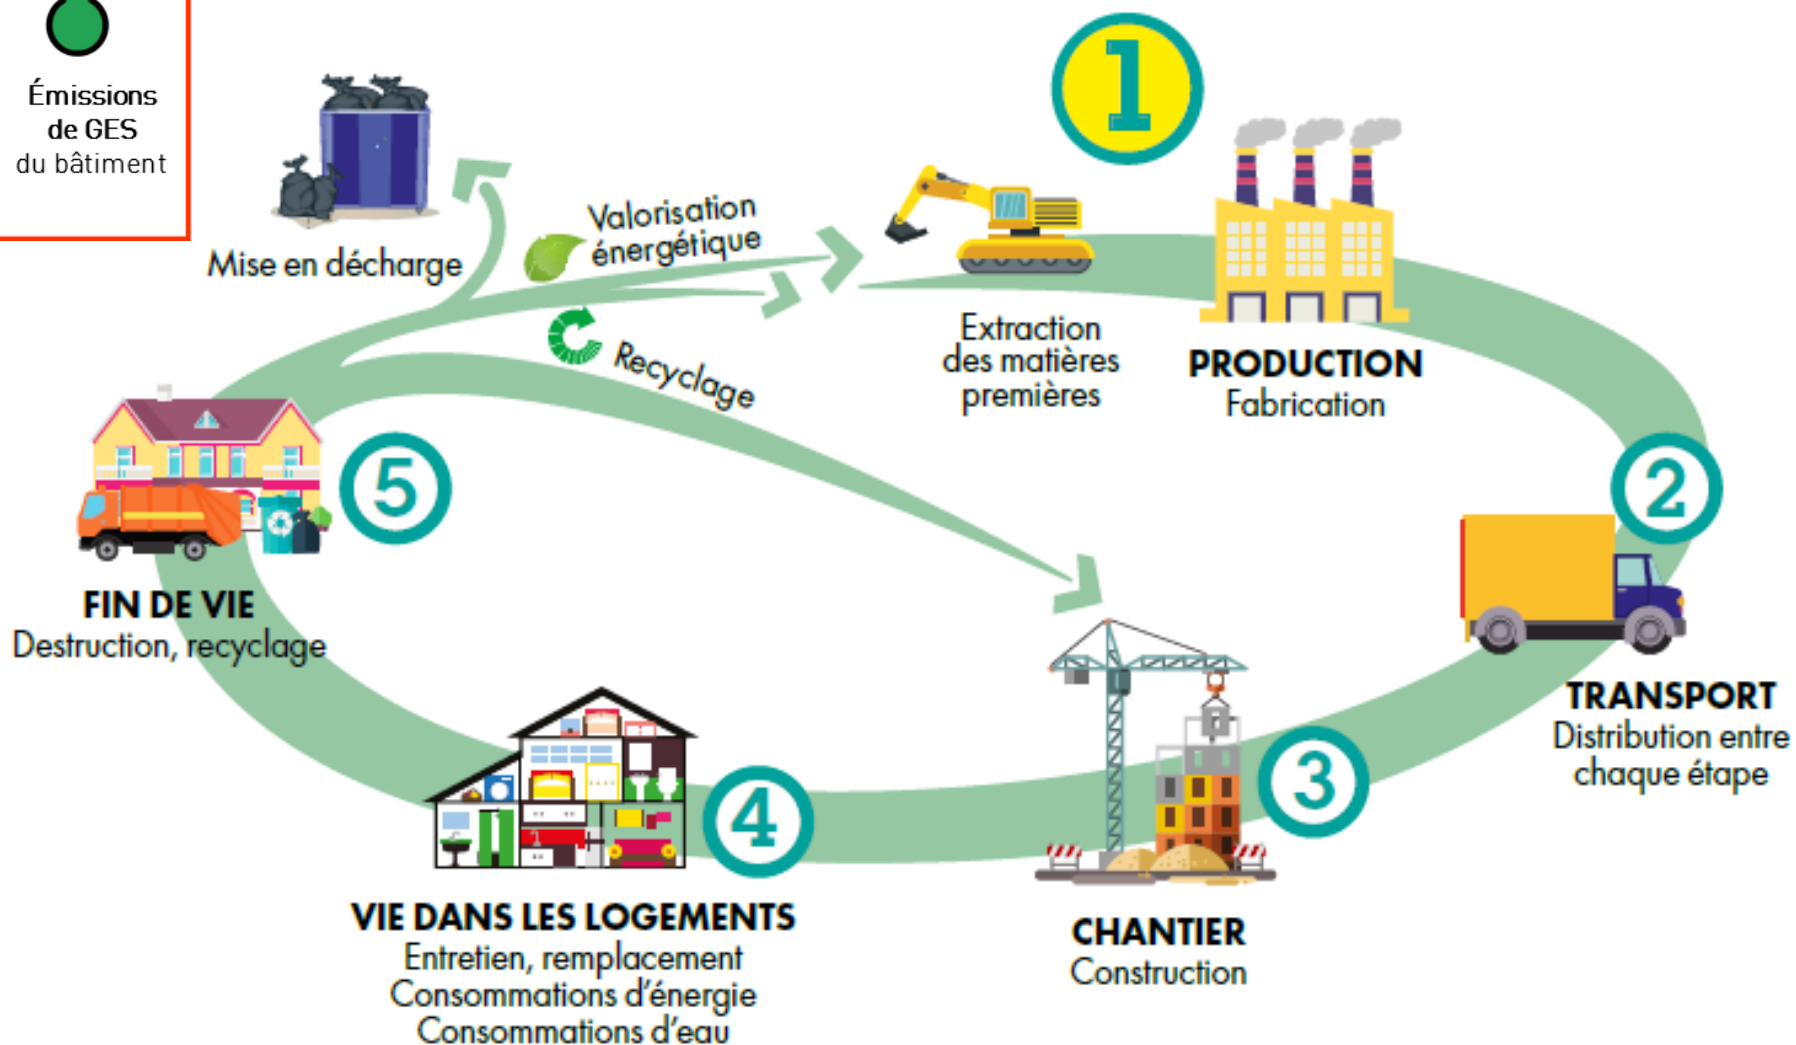 Émissions
de GES
du bâtiment
Mise en décharge
Valorisation
énergétique
Recyclage
1
Extraction
des matières
premières
PRODUCTION
Fabrication
2
TRANSPORT
Distribution entre
chaque étape
3
CHANTIER
Construction
4
VIE DANS LES LOGEMENTS
Entretien, remplacement
Consommations d'énergie
Consommations d'eau
5
FIN DE VIE
Destruction, recyclage